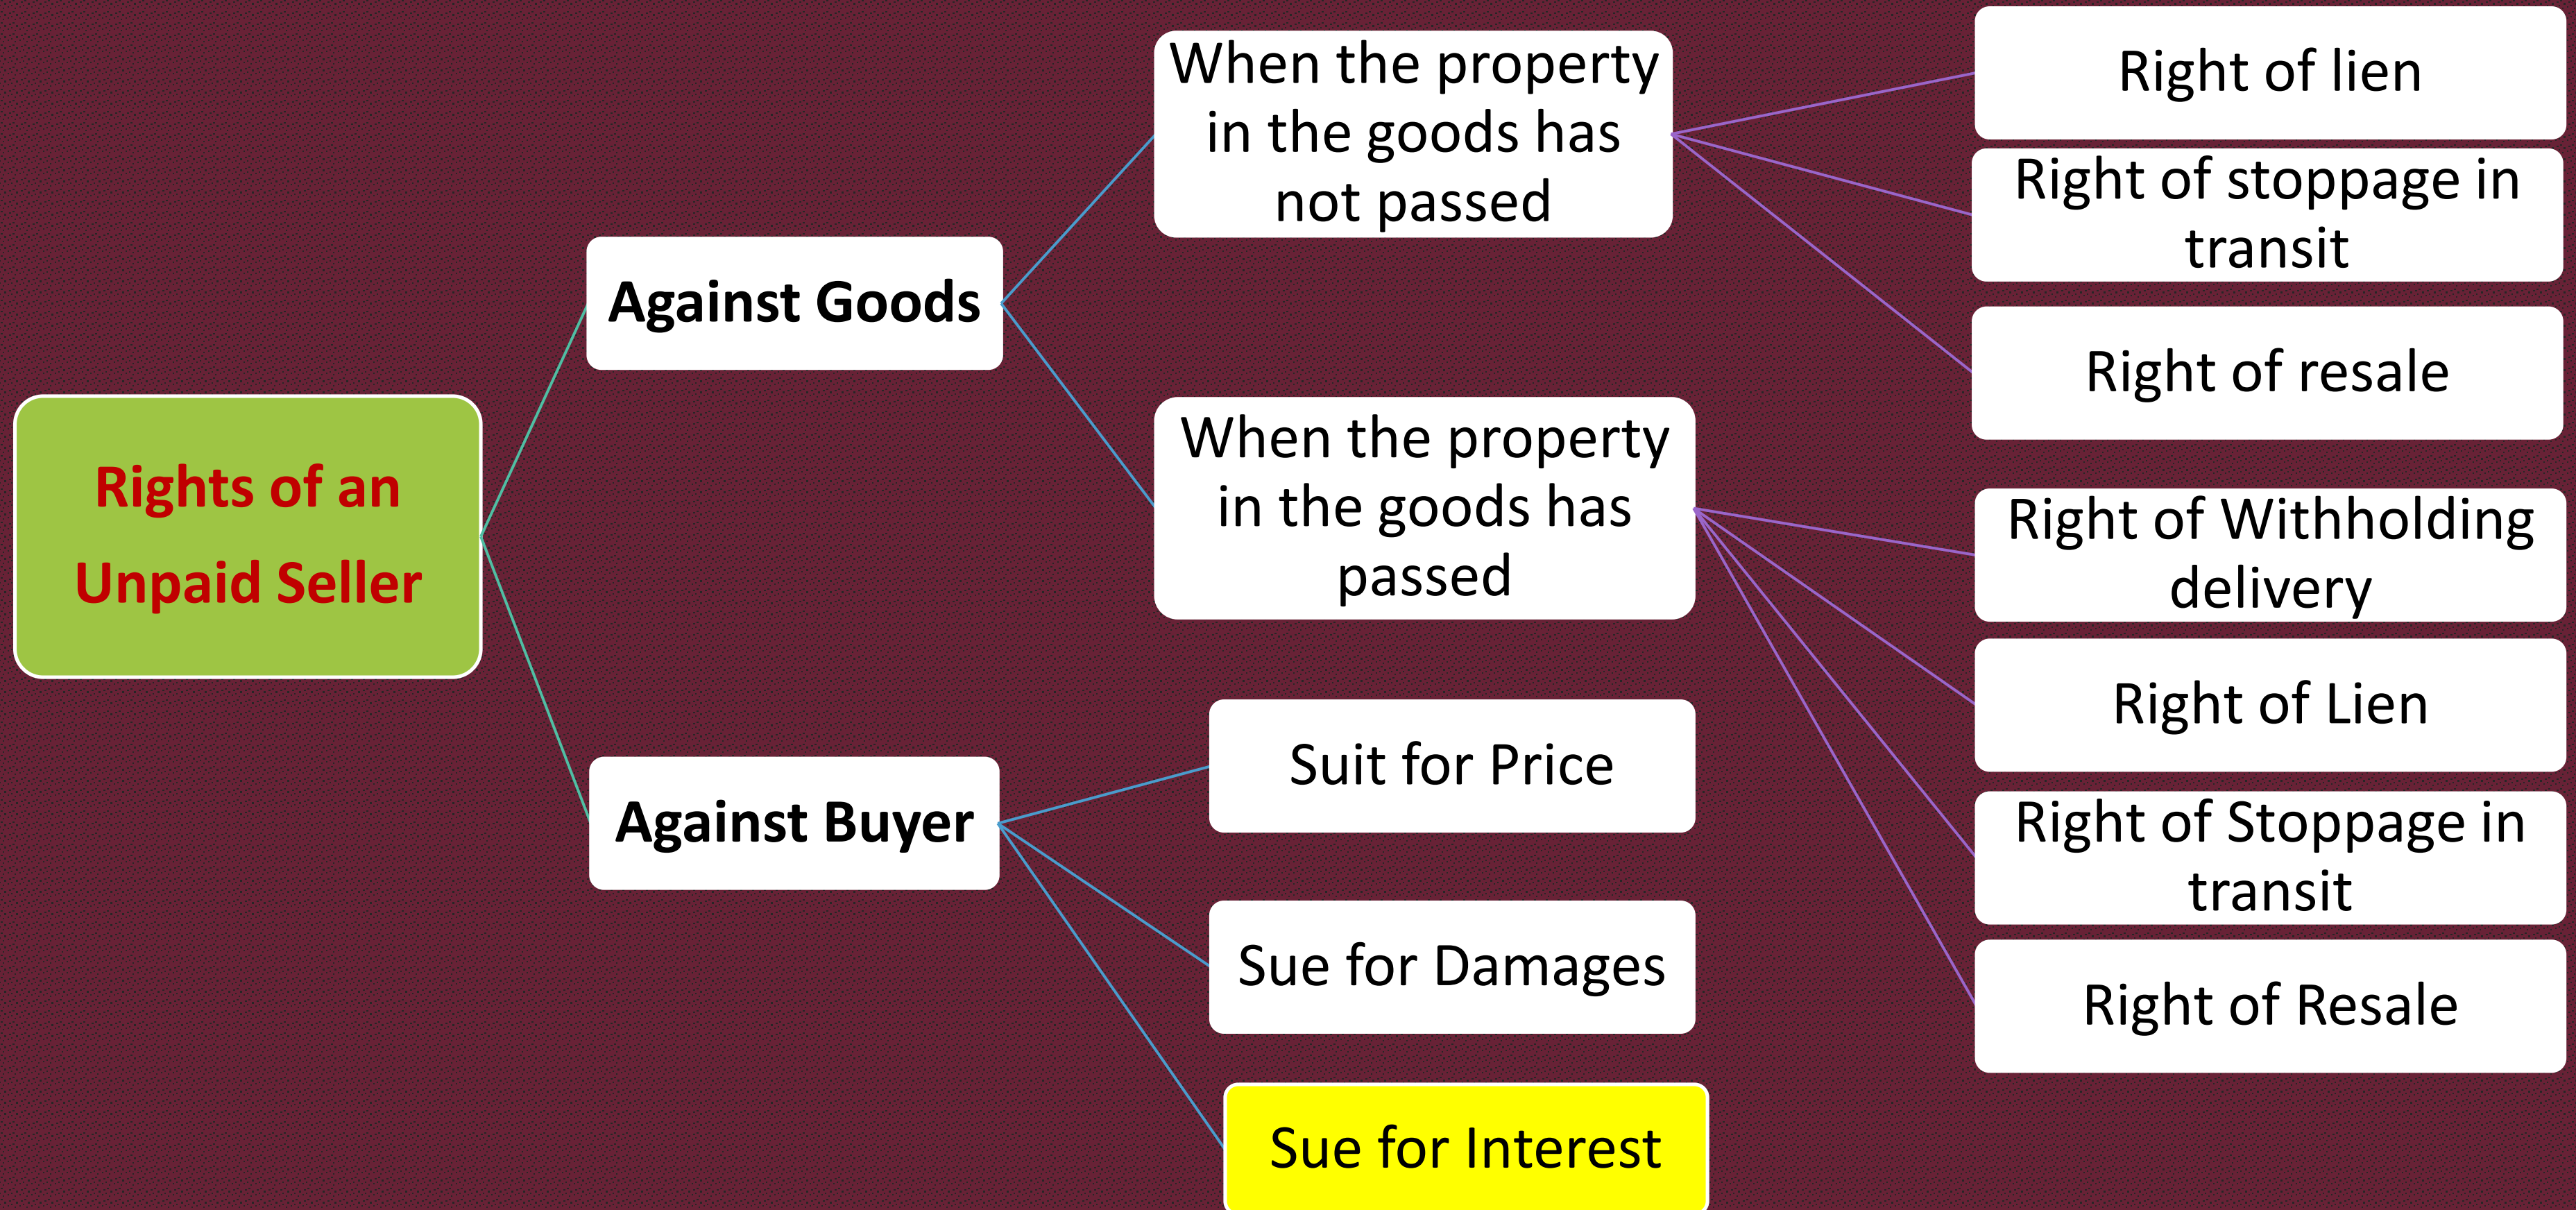 Rights of an
Unpaid Seller
Against Goods
When the property
in the goods has
not passed
Right of lien
Right of stoppage in
transit
Right of resale
When the property
in the goods has
passed
Right of Withholding
delivery
Right of Lien
Right of Stoppage in
transit
Right of Resale
Against Buyer
Suit for Price
Sue for Damages
Sue for Interest